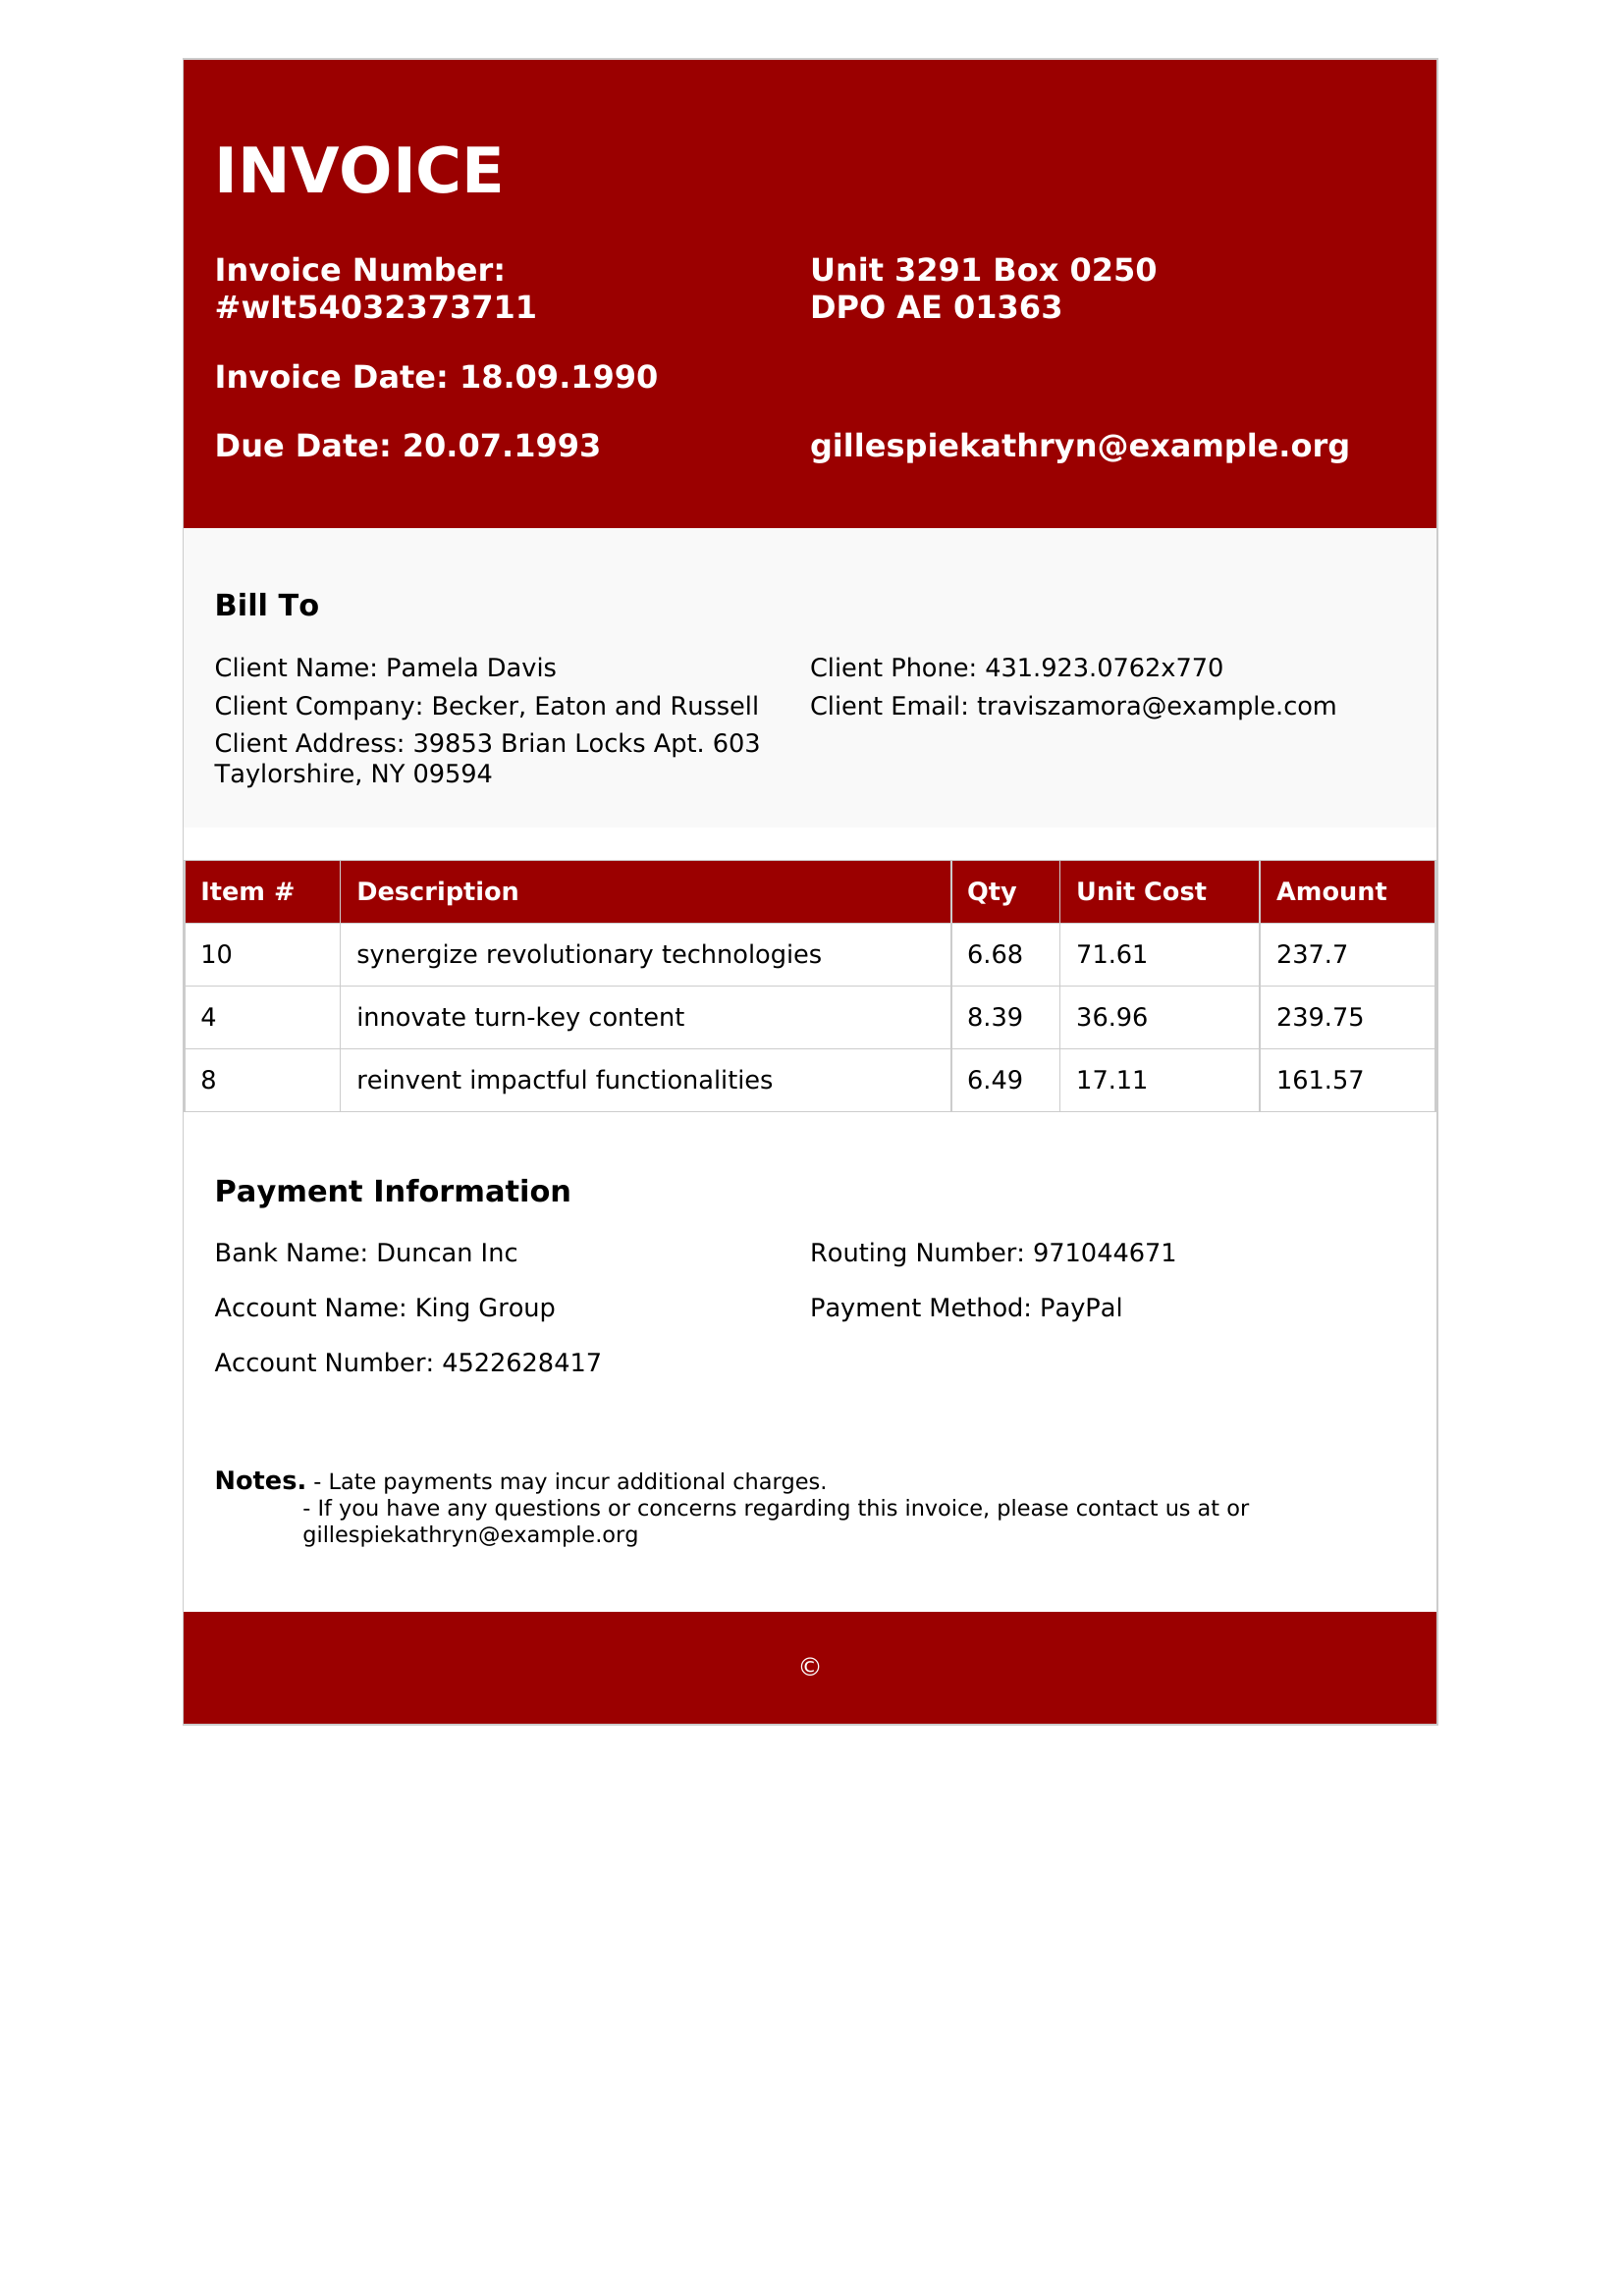 INVOICE
Invoice Number:
#wlt54032373711
Unit 3291 Box 0250
DPO AE 01363
Invoice Date: 18.09.1990
Due Date: 20.07.1993
gillespiekathryn@example.org
Bill To
Client Name: Pamela Davis
Client Phone: 431.923.0762x770
Client Company: Becker, Eaton and Russell
Client Email: traviszamora@example.com
Client Address: 39853 Brian Locks Apt. 603
Taylorshire, NY 09594
Item # Description Qty Unit Cost Amount
10 synergize revolutionary technologies 6.68 71.61 237.7
4 innovate turn-key content 8.39 36.96 239.75
8 reinvent impactful functionalities 6.49 17.11 161.57
Payment Information
Bank Name: Duncan Inc
Routing Number: 971044671
Account Name: King Group
Payment Method: PayPal
Account Number: 4522628417
Notes. - Late payments may incur additional charges.
- If you have any questions or concerns regarding this invoice, please contact us at or
gillespiekathryn@example.org
©